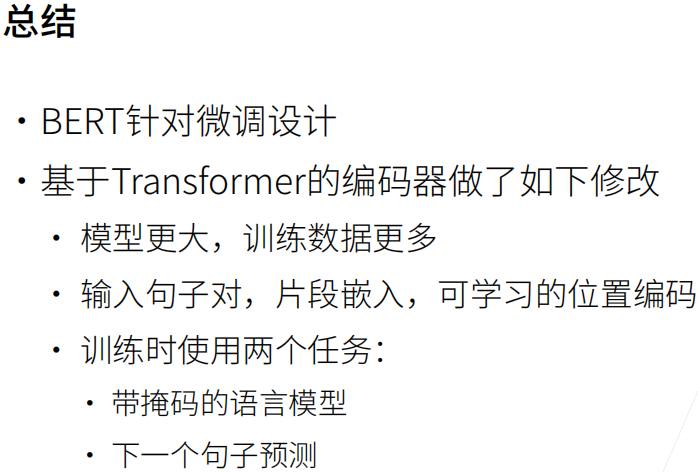 总结
• BERT针对微调设计
• 基于Transformer的编码器做了如下修改
• 模型更大，训练数据更多
• 输入句子对，片段嵌入，可学习的位置编码
• 训练时使用两个任务：
• 带掩码的语言模型
• 下一个句子预测